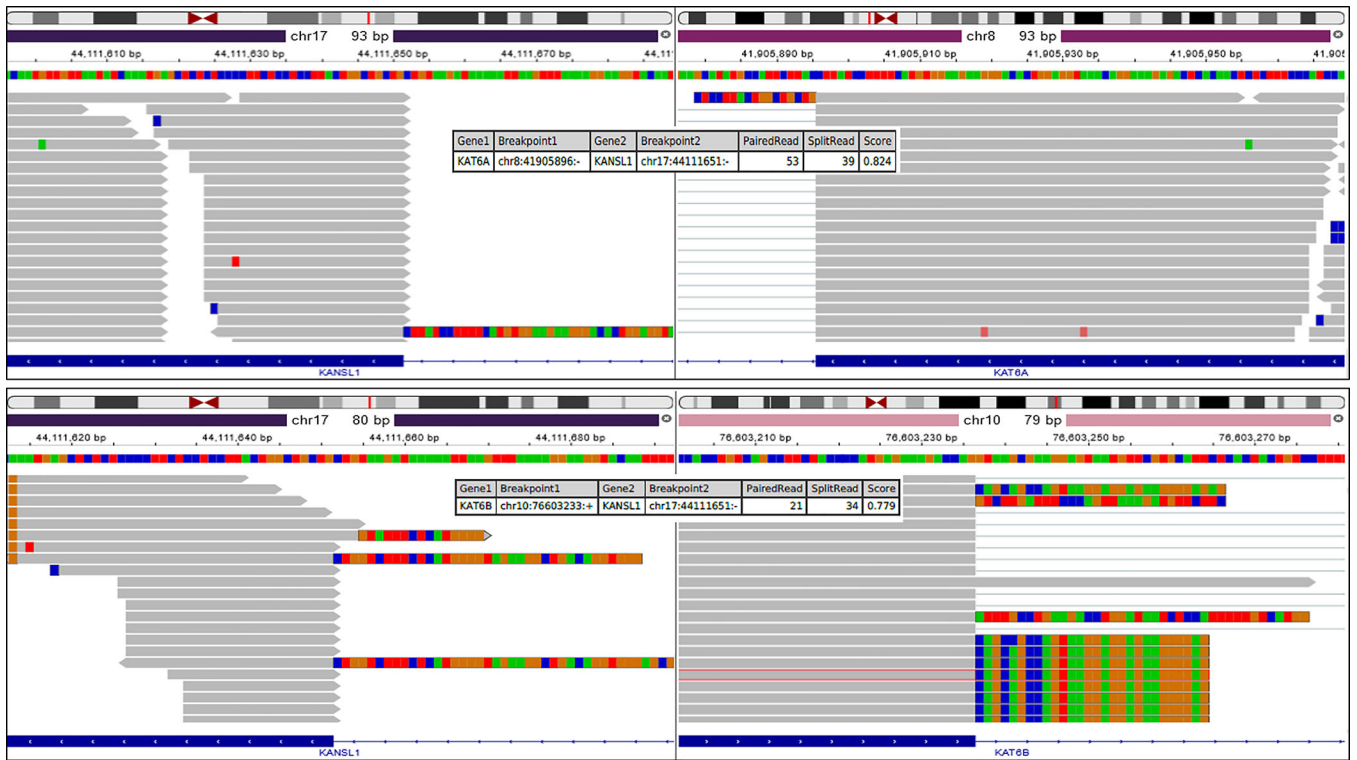 chr17 93 bp
44,111,610 bp 44,111,630 bp 44,111,650 bp 44,111,670 bp 44,11
KANSL1
chr8 93 bp
41,905,890 bp 41,905,910 bp 41,905,930 bp 41,905,950 bp 41,905
KAT6A
Gene1 Breakpoint1 Gene2 Breakpoint2 PairedRead SplitRead Score
KAT6A chr8:41905896:- KANSL1 chr17:44111651:- 53 39 0.824
chr17 80 bp
44,111,620 bp 44,111,640 bp 44,111,660 bp 44,111,680 bp
KANSL1
chr10 79 bp
76,603,210 bp 76,603,230 bp 76,603,250 bp 76,603,270 bp
KAT6B
Gene1 Breakpoint1 Gene2 Breakpoint2 PairedRead SplitRead Score
KAT6B chr10:76603233:+ KANSL1 chr17:44111651:- 21 34 0.779